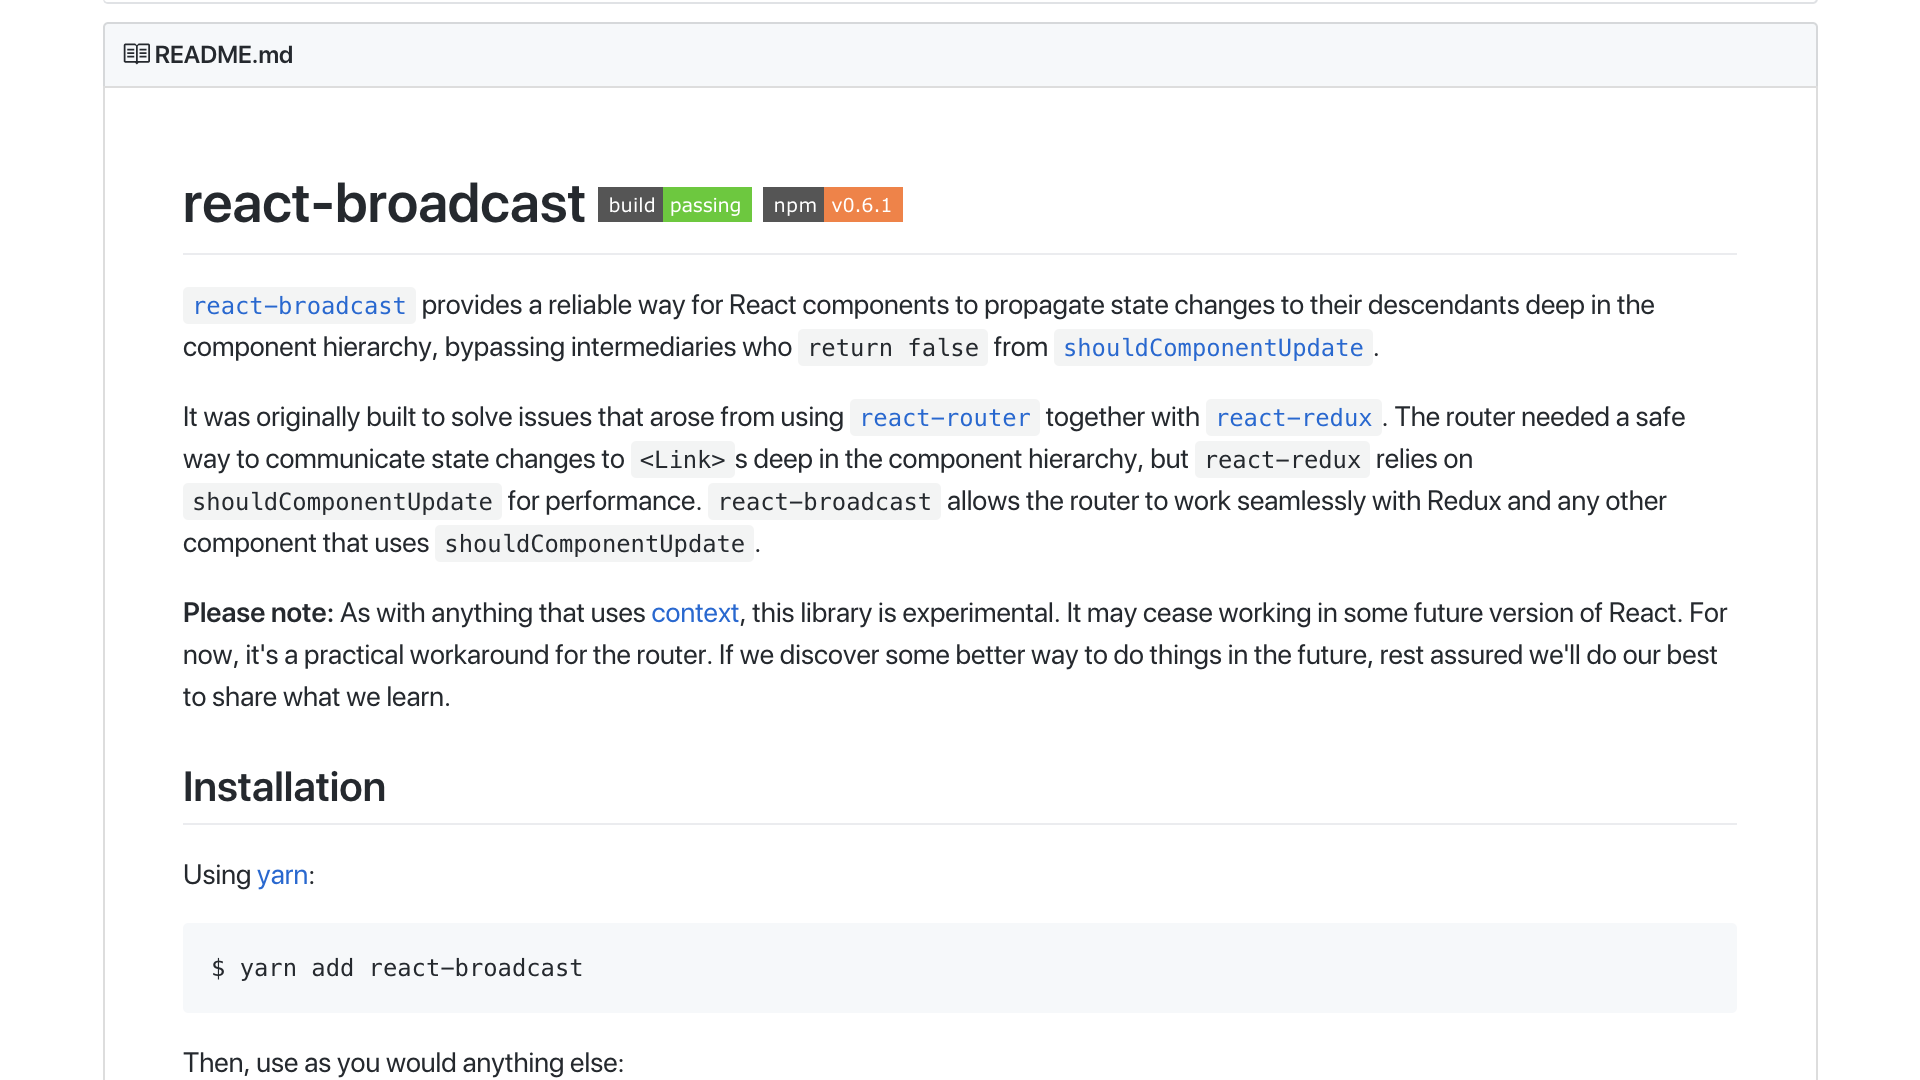 README.md
react-broadcast build passing npm v0.6.1
react-broadcast provides a reliable way for React components to propagate state changes to their descendants deep in the
component hierarchy, bypassing intermediaries who return false from shouldComponentUpdate.
It was originally built to solve issues that arose from using react-router together with react-redux. The router needed a safe
way to communicate state changes to <Link>s deep in the component hierarchy, but react-redux relies on
shouldComponentUpdate for performance. react-broadcast allows the router to work seamlessly with Redux and any other
component that uses shouldComponentUpdate.
Please note: As with anything that uses context, this library is experimental. It may cease working in some future version of React. For
now, it's a practical workaround for the router. If we discover some better way to do things in the future, rest assured we'll do our best
to share what we learn.
Installation
Using yarn:
$ yarn add react-broadcast
Then, use as you would anything else: